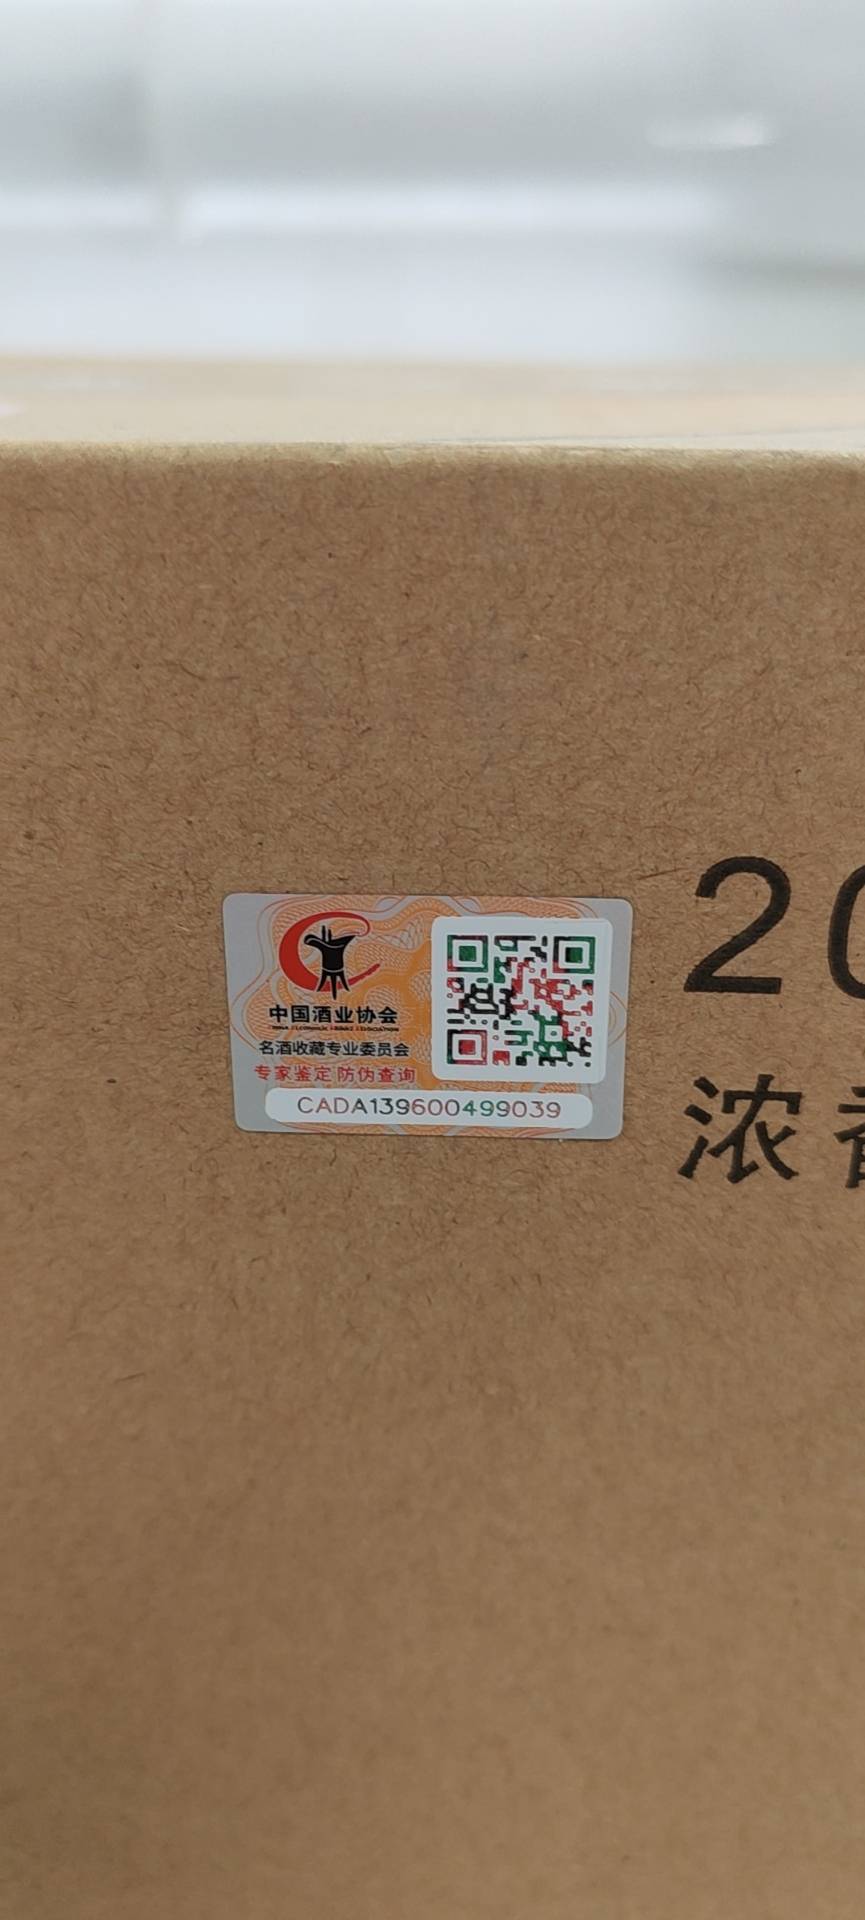 中国酒业协会
名酒收藏专业委员会
专家鉴定 防伪查询
CADA139600499039
20
浓